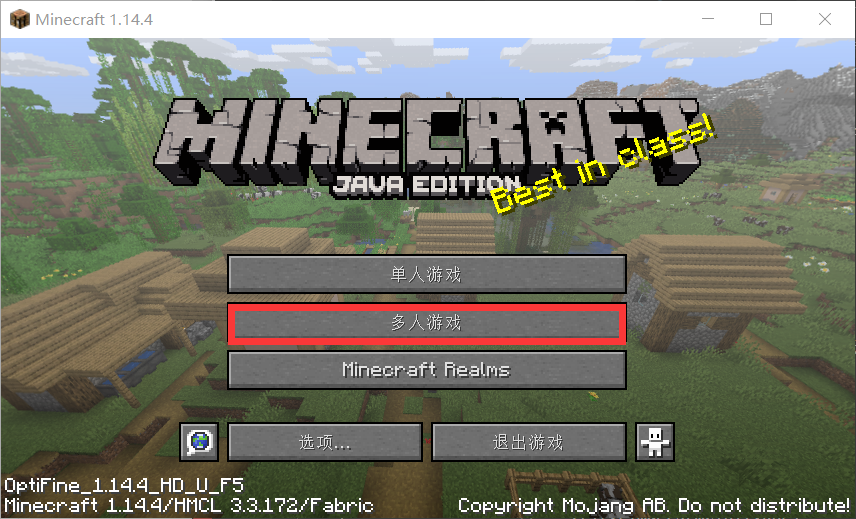 Minecraft 1.14.4
MINECRAFT
JAVA EDITION
Best in class!
单人游戏
多人游戏
Minecraft Realms
选项...
退出游戏
OptiFine_1.14.4_HD_U_F5
Minecraft 1.14.4/HMCL 3.3.172/Fabric
Copyright Mojang AB. Do not distribute!